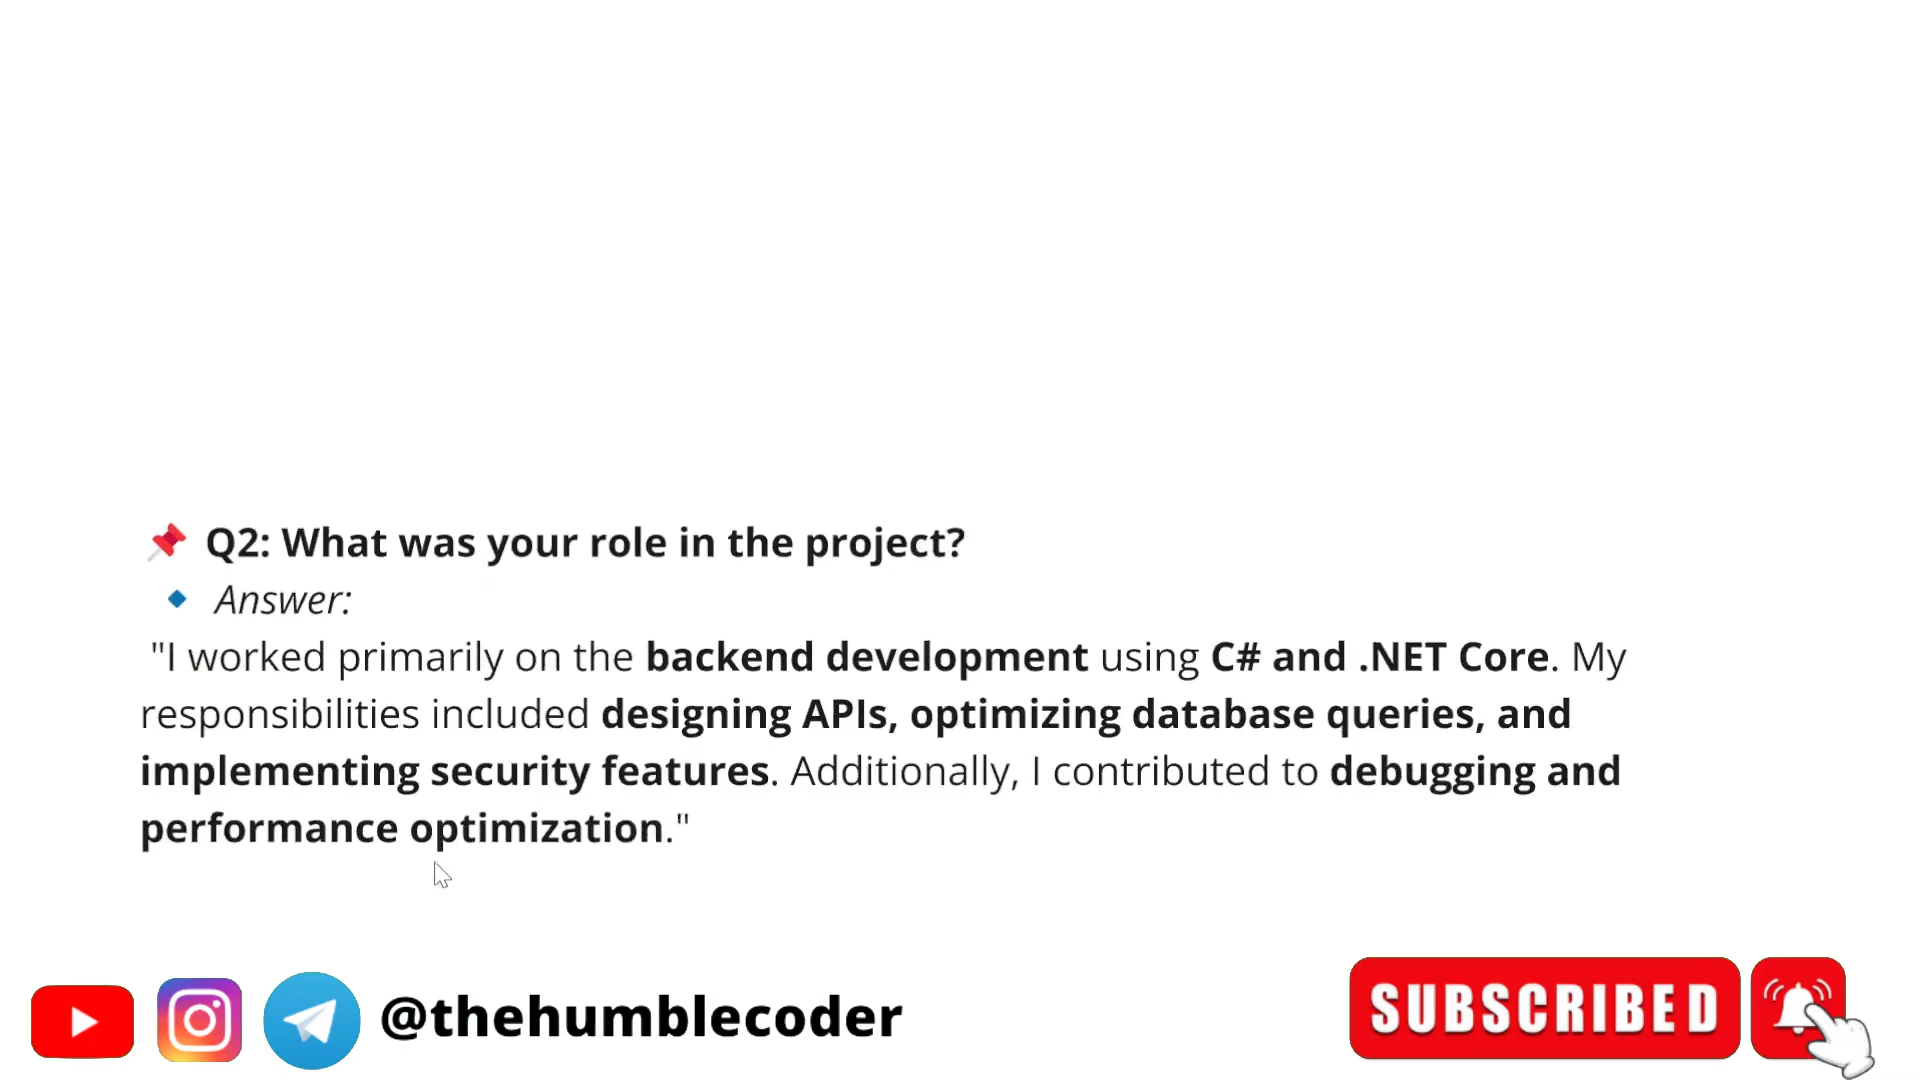 Q2: What was your role in the project?
Answer:
"I worked primarily on the backend development using C# and .NET Core. My
responsibilities included designing APIs, optimizing database queries, and
implementing security features. Additionally, I contributed to debugging and
performance optimization."
@thehumblecoder
SUBSCRIBED